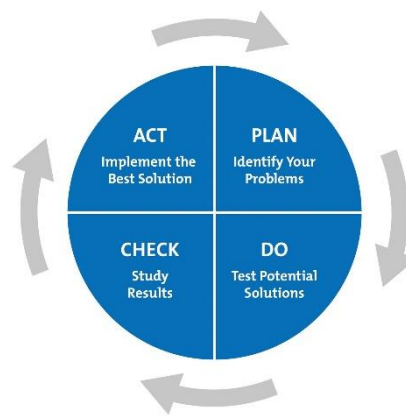 ACT
Implement the
Best Solution
PLAN
Identify Your
Problems
CHECK
Study
Results
DO
Test Potential
Solutions